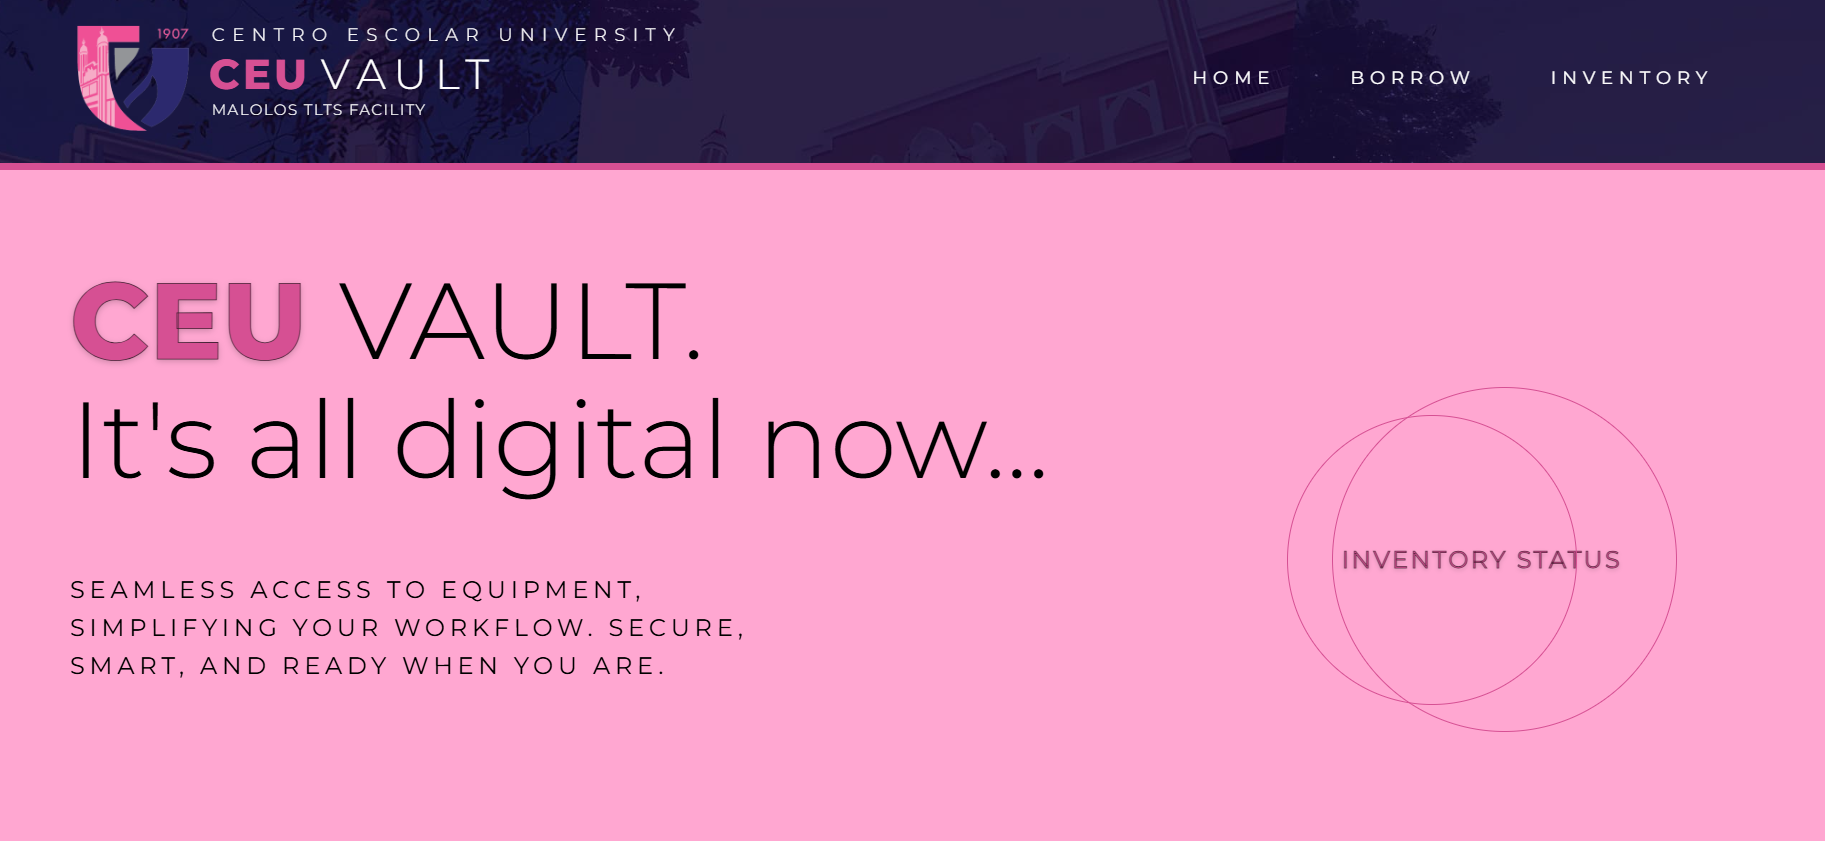 1907
CENTRO ESCOLAR UNIVERSITY
CEU VAULT
MALOLOS TLTS FACILITY
HOME
BORROW
INVENTORY
CEU VAULT.
It's all digital now...
SEAMLESS ACCESS TO EQUIPMENT,
SIMPLIFYING YOUR WORKFLOW. SECURE,
SMART, AND READY WHEN YOU ARE.
INVENTORY STATUS